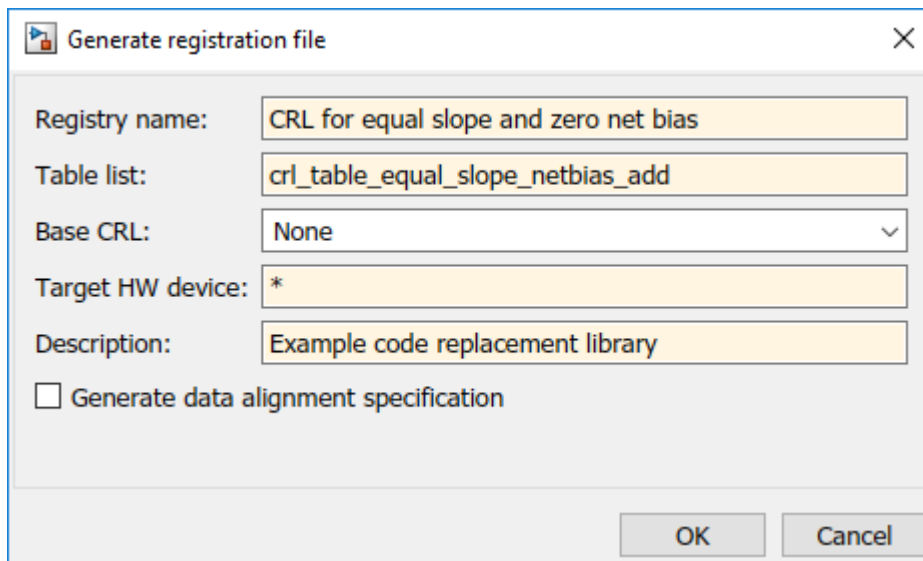 Generate registration file
Registry name: CRL for equal slope and zero net bias
Table list: crl_table_equal_slope_netbias_add
Base CRL: None
Target HW device: *
Description: Example code replacement library
Generate data alignment specification
OK Cancel